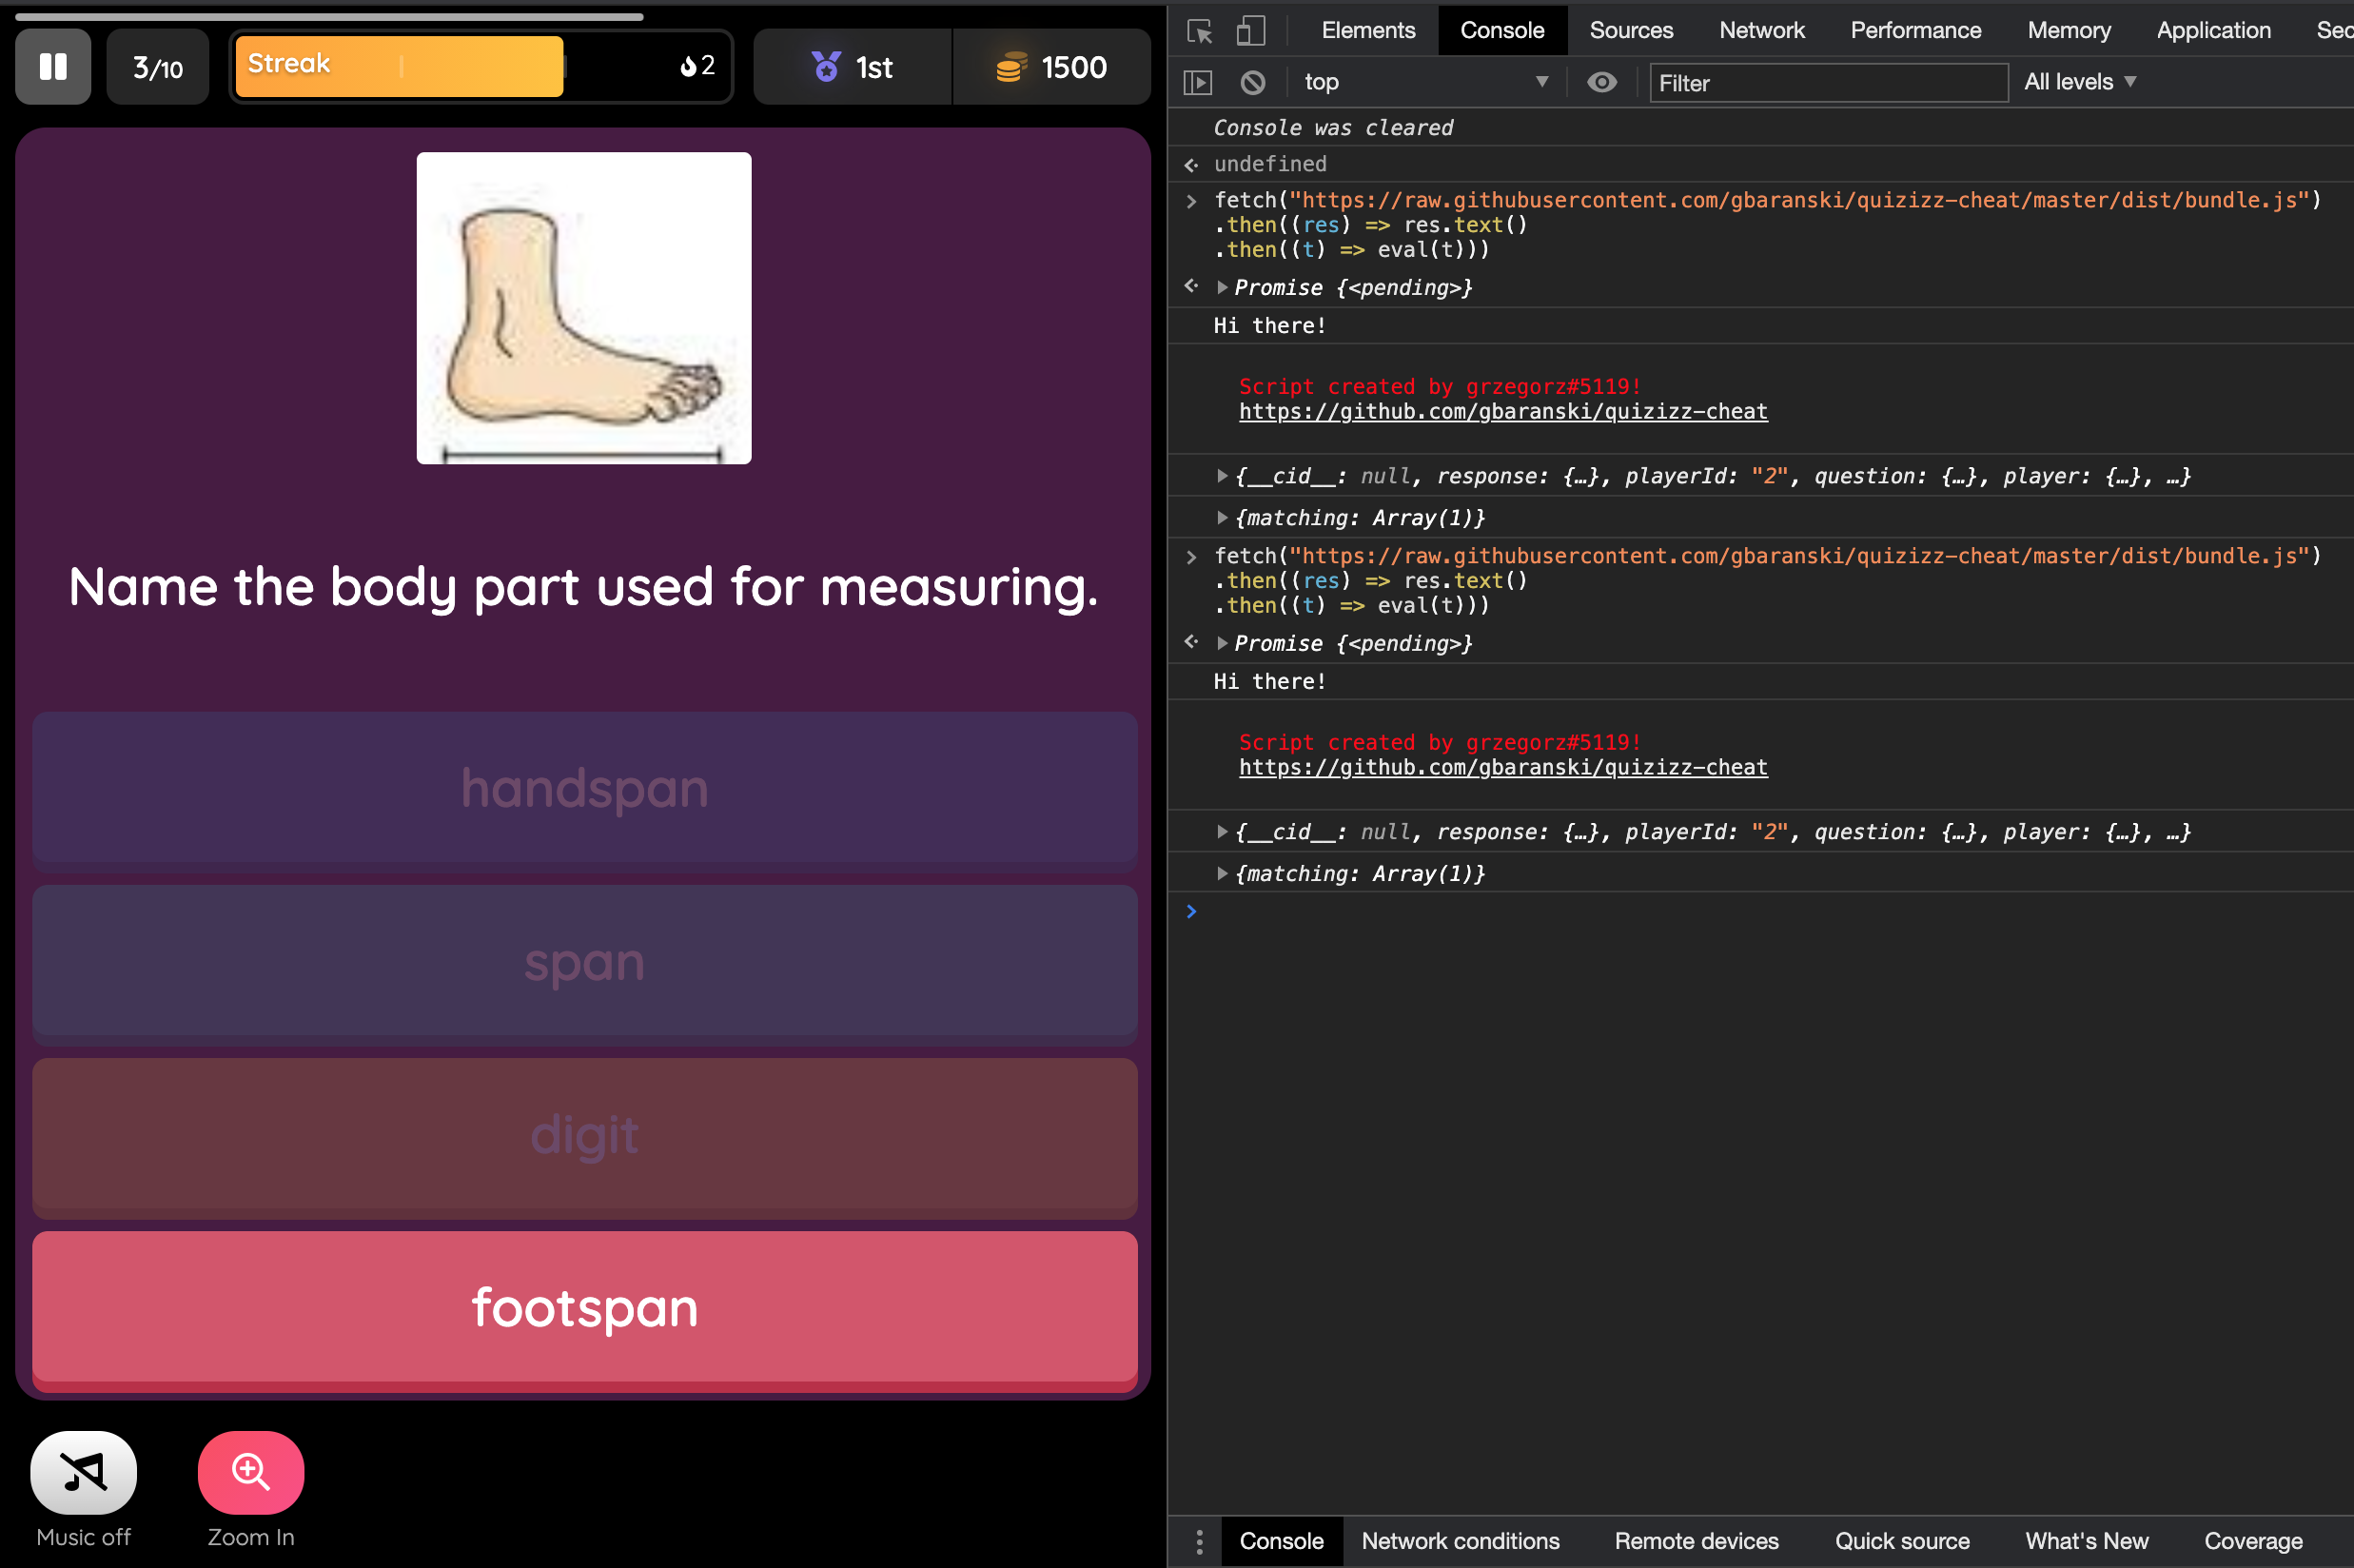 3/10
Streak
2
1st
1500
Name the body part used for measuring.
handspan
span
digit
footspan
Music off
Zoom In
Elements Console Sources Network Performance Memory Application Sec
top
Filter
All levels
Console was cleared
undefined
fetch("https://raw.githubusercontent.com/gbaranski/quizizz-cheat/master/dist/bundle.js")
.then((res) => res.text()
.then((t) => eval(t)))
Promise {<pending>}
Hi there!
Script created by grzegorz#5119!
https://github.com/gbaranski/quizizz-cheat
{__cid__: null, response: {…}, playerId: "2", question: {…}, player: {…}, …}
{matching: Array(1)}
fetch("https://raw.githubusercontent.com/gbaranski/quizizz-cheat/master/dist/bundle.js")
.then((res) => res.text()
.then((t) => eval(t)))
Promise {<pending>}
Hi there!
Script created by grzegorz#5119!
https://github.com/gbaranski/quizizz-cheat
{__cid__: null, response: {…}, playerId: "2", question: {…}, player: {…}, …}
{matching: Array(1)}
Console Network conditions Remote devices Quick source What's New Coverage